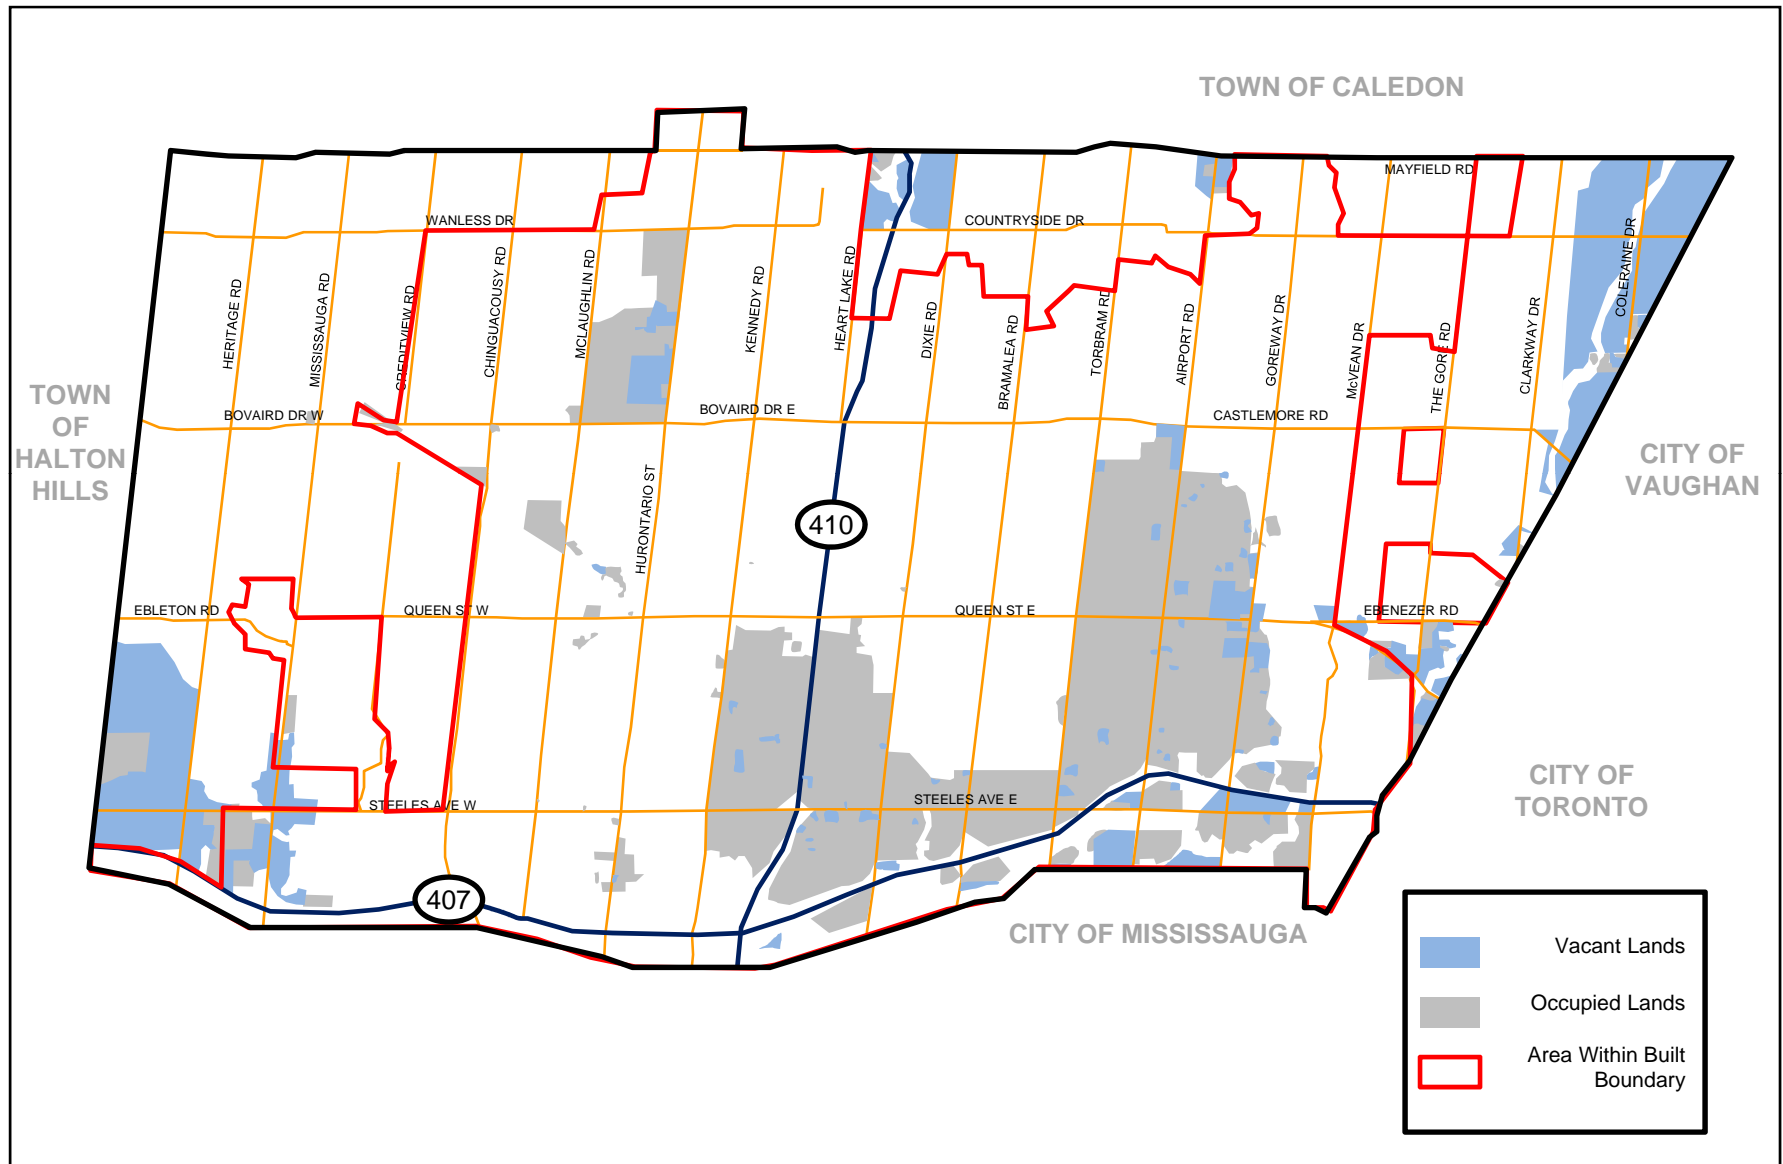 TOWN OF CALEDON
MAYFIELD RD
WANLESS DR
COUNTRYSIDE DR
COLERAINE DR
HERITAGE RD
MISSISSAUGA RD
CREDITVIEW RD
CHINGUACOUSY RD
MCLAUGHLIN RD
KENNEDY RD
HEART LAKE RD
DIXIE RD
BRAMALEA RD
TORBRAM RD
AIRPORT RD
GOREWAY DR
McVEAN DR
THE GORE RD
CLARKWAY DR
TOWN
OF
HALTON
HILLS
BOVAIRD DR W
BOVAIRD DR E
CASTLEMORE RD
CITY OF
VAUGHAN
HURONTARIO ST
410
EBLETON RD
QUEEN ST W
QUEEN ST E
EBENEZER RD
CITY OF
TORONTO
STEELES AVE W
STEELES AVE E
407
CITY OF MISSISSAUGA
Vacant Lands
Occupied Lands
Area Within Built
Boundary